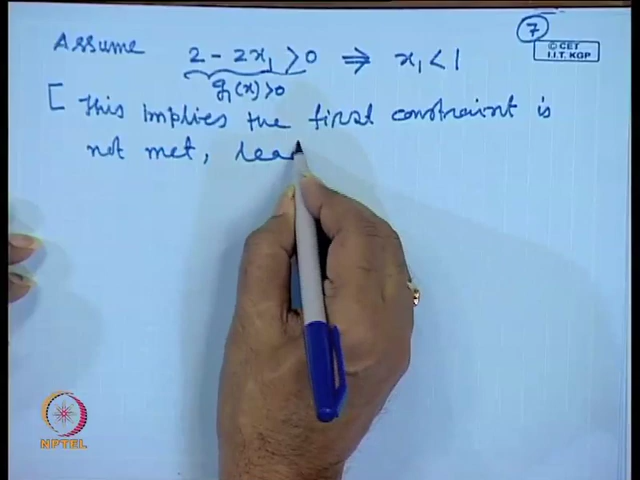 7
© CET
I.I.T. KGP
Assume 2 - 2x₁ > 0 ⇒ x₁ < 1
g₁(x) > 0
[ This implies the first constraint is
not met, lea
NPTEL